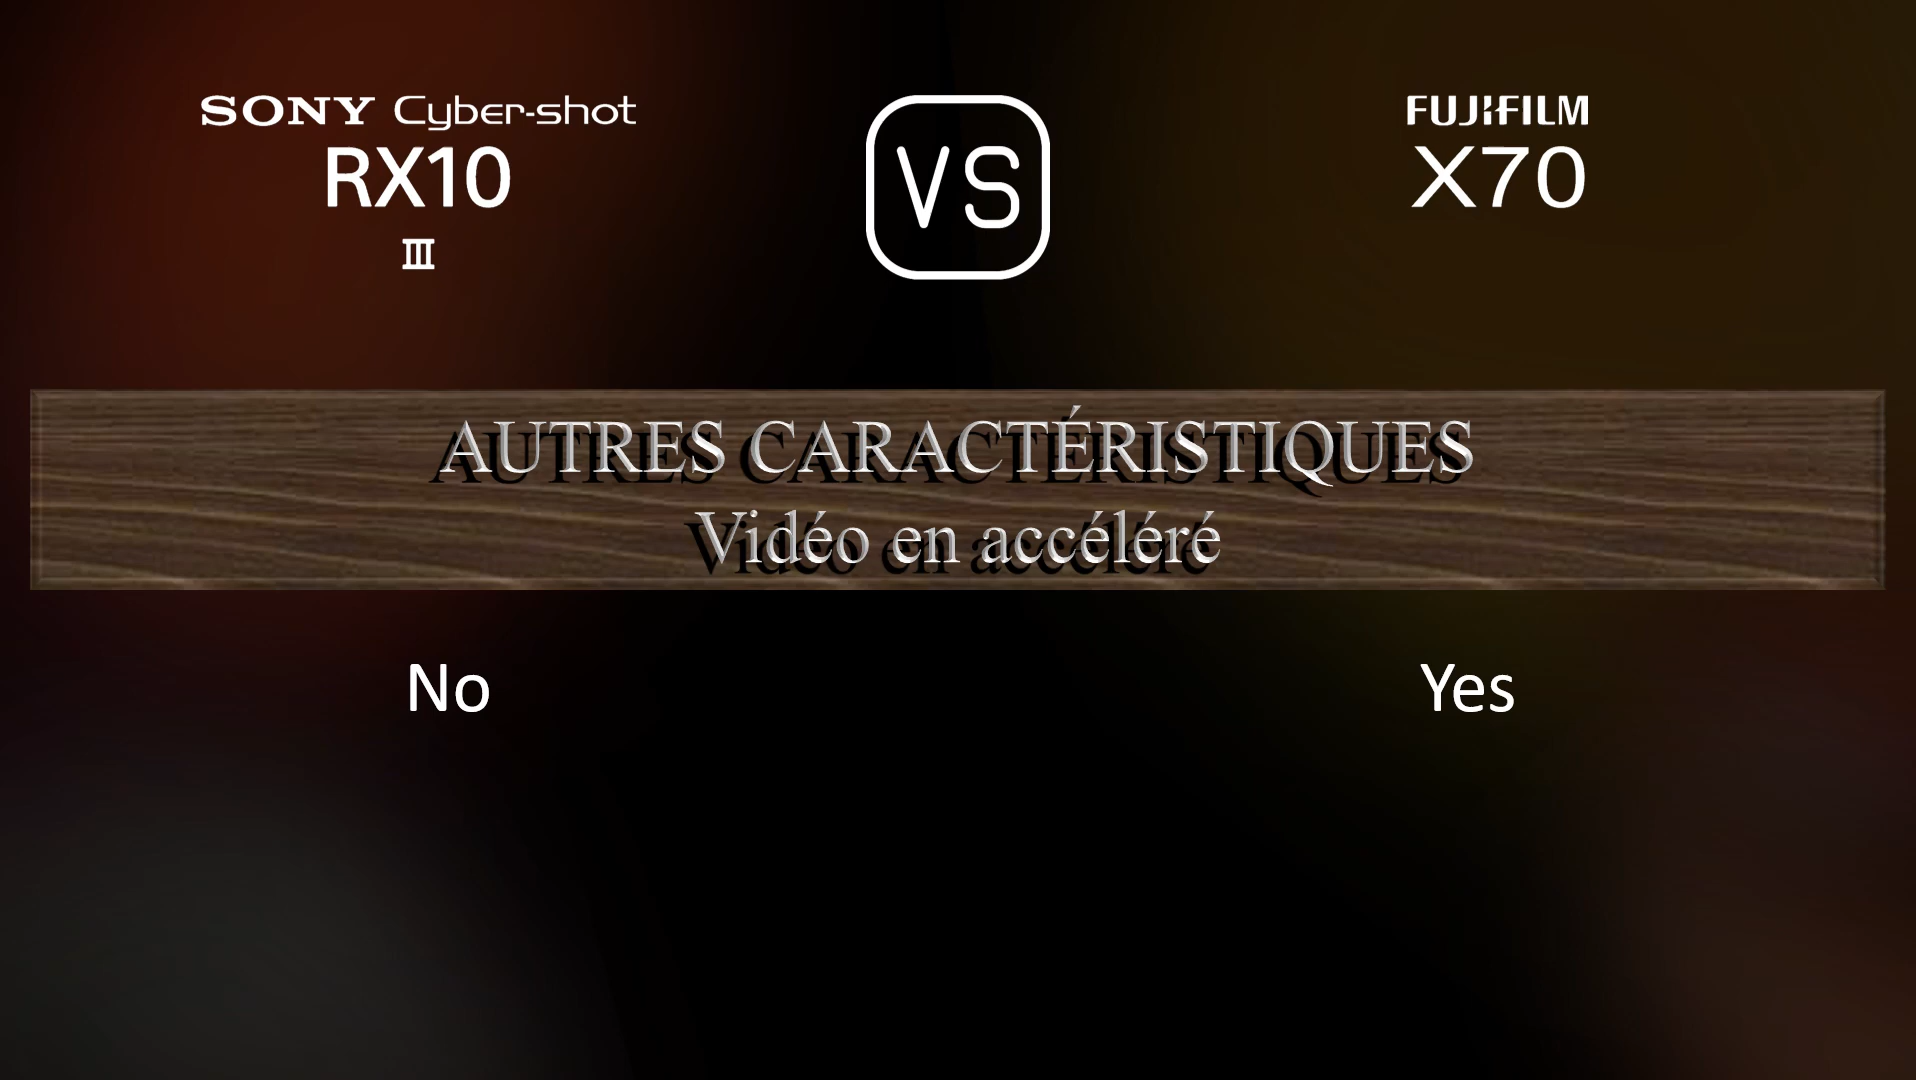 SONY Cyber-shot
RX10
III
VS
FUJIFILM
X70
AUTRES CARACTÉRISTIQUES
Vidéo en accéléré
No
Yes